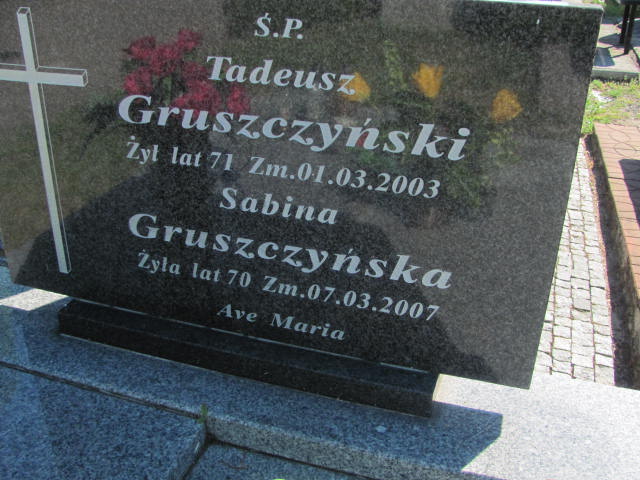 Ś.P.
Tadeusz
Gruszczyński
Żył lat 71 Zm.01.03.2003
Sabina
Gruszczyńska
Żyła lat 70 Zm.07.03.2007
Ave Maria